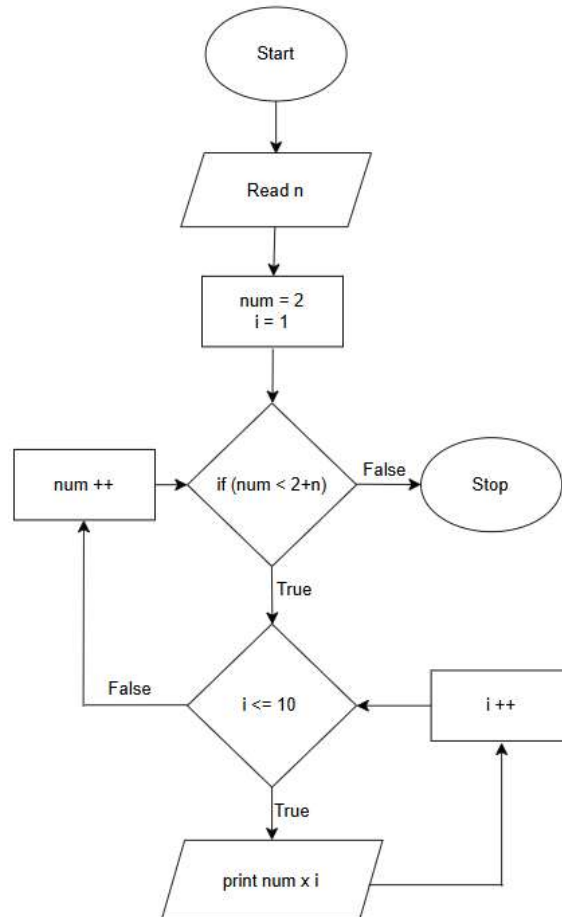 Start
Read n
num = 2
i = 1
num ++
if (num < 2+n)
False
Stop
True
False
i <= 10
i ++
True
print num x i